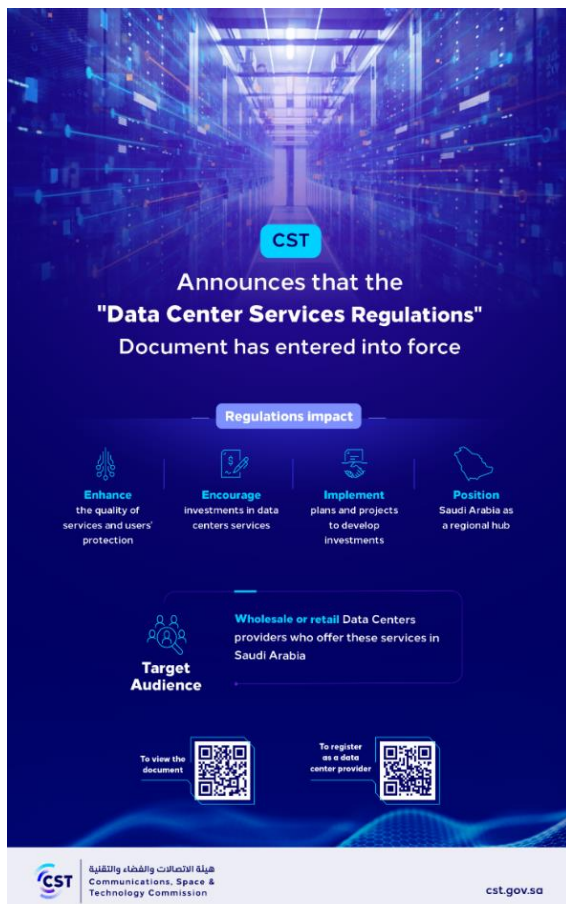 CST
Announces that the
"Data Center Services Regulations"
Document has entered into force
Regulations impact
Enhance
the quality of
services and users'
protection
Encourage
investments in data
centers services
Implement
plans and projects
to develop
investments
Position
Saudi Arabia as
a regional hub
Target
Audience
Wholesale or retail Data Centers
providers who offer these services in
Saudi Arabia
To view the
document
To register
as a data
center provider
CST
هيئة الاتصالات والفضاء والتقنية
Communications, Space &
Technology Commission
cst.gov.sa